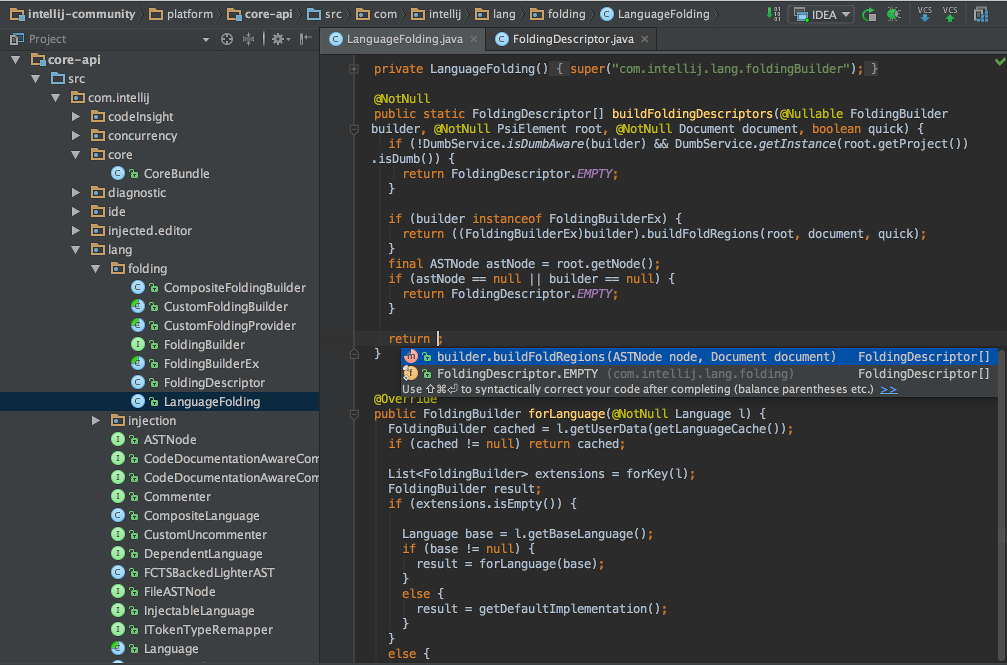 intellij-community platform core-api src com intellij lang folding LanguageFolding IDEA VCS VCS
Project
LanguageFolding.java FoldingDescriptor.java
core-api
src
com.intellij
codeInsight
concurrency
core
CoreBundle
diagnostic
ide
injected.editor
lang
folding
CompositeFoldingBuilder
CustomFoldingBuilder
CustomFoldingProvider
FoldingBuilder
FoldingBuilderEx
FoldingDescriptor
LanguageFolding
injection
ASTNode
CodeDocumentationAwareCom
CodeDocumentationAwareCom
Commenter
CompositeLanguage
CustomUncommenter
DependentLanguage
FCTSBackedLighterAST
FileASTNode
InjectableLanguage
ITokenTypeRemapper
Language
private LanguageFolding() { super("com.intellij.lang.foldingBuilder"); }
@NotNull
public static FoldingDescriptor[] buildFoldingDescriptors(@Nullable FoldingBuilder
builder, @NotNull PsiElement root, @NotNull Document document, boolean quick) {
if (!DumbService.isDumbAware(builder) && DumbService.getInstance(root.getProject())
.isDumb()) {
return FoldingDescriptor.EMPTY;
}
if (builder instanceof FoldingBuilderEx) {
return ((FoldingBuilderEx)builder).buildFoldRegions(root, document, quick);
}
final ASTNode astNode = root.getNode();
if (astNode == null || builder == null) {
return FoldingDescriptor.EMPTY;
}
return ;
}
builder.buildFoldRegions(ASTNode node, Document document) FoldingDescriptor[]
FoldingDescriptor.EMPTY (com.intellij.lang.folding) FoldingDescriptor[]
Use ⇧⌘⏎ to syntactically correct your code after completing (balance parentheses etc.) >>
@Override
public FoldingBuilder forLanguage(@NotNull Language l) {
FoldingBuilder cached = l.getUserData(getLanguageCache());
if (cached != null) return cached;
List<FoldingBuilder> extensions = forKey(l);
FoldingBuilder result;
if (extensions.isEmpty()) {
Language base = l.getBaseLanguage();
if (base != null) {
result = forLanguage(base);
}
else {
result = getDefaultImplementation();
}
}
else {